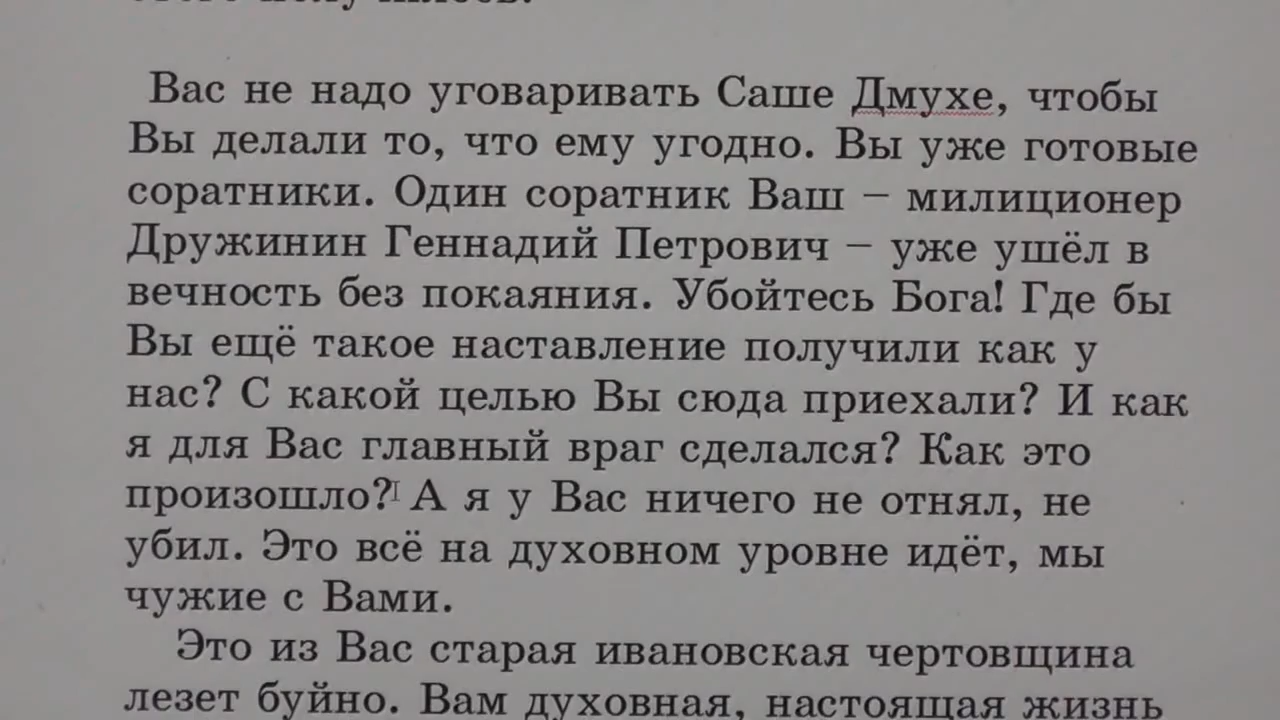 Вас не надо уговаривать Саше Дмухе, чтобы
Вы делали то, что ему угодно. Вы уже готовые
соратники. Один соратник Ваш – милиционер
Дружинин Геннадий Петрович – уже ушёл в
вечность без покаяния. Убойтесь Бога! Где бы
Вы ещё такое наставление получили как у
нас? С какой целью Вы сюда приехали? И как
я для Вас главный враг сделался? Как это
произошло? А я у Вас ничего не отнял, не
убил. Это всё на духовном уровне идёт, мы
чужие с Вами.
Это из Вас старая ивановская чертовщина
лезет буйно. Вам духовная, настоящая жизнь